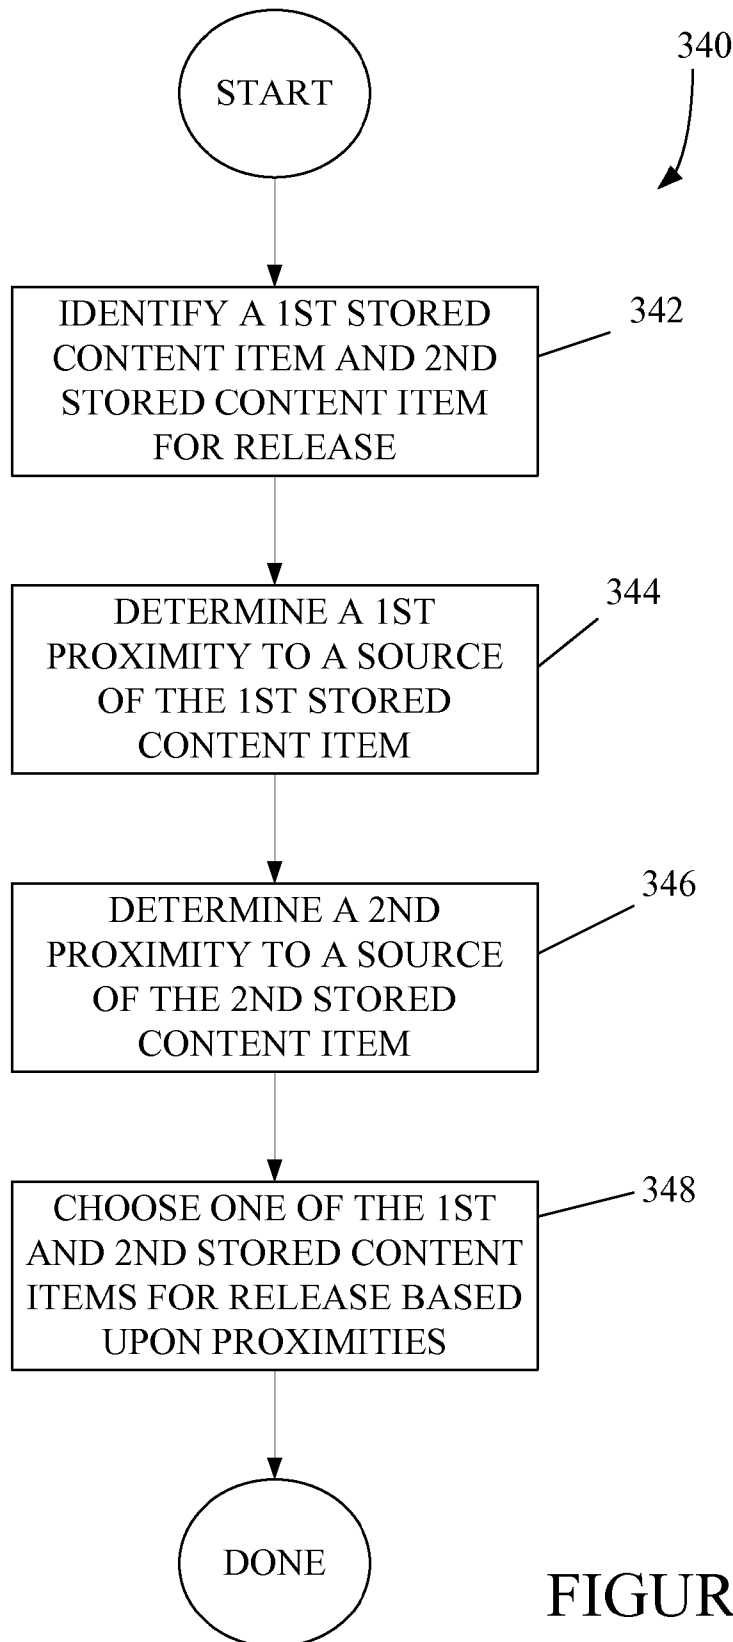 START
340
IDENTIFY A 1ST STORED
CONTENT ITEM AND 2ND
STORED CONTENT ITEM
FOR RELEASE
342
DETERMINE A 1ST
PROXIMITY TO A SOURCE
OF THE 1ST STORED
CONTENT ITEM
344
DETERMINE A 2ND
PROXIMITY TO A SOURCE
OF THE 2ND STORED
CONTENT ITEM
346
CHOOSE ONE OF THE 1ST
AND 2ND STORED CONTENT
ITEMS FOR RELEASE BASED
UPON PROXIMITIES
348
DONE
FIGUR